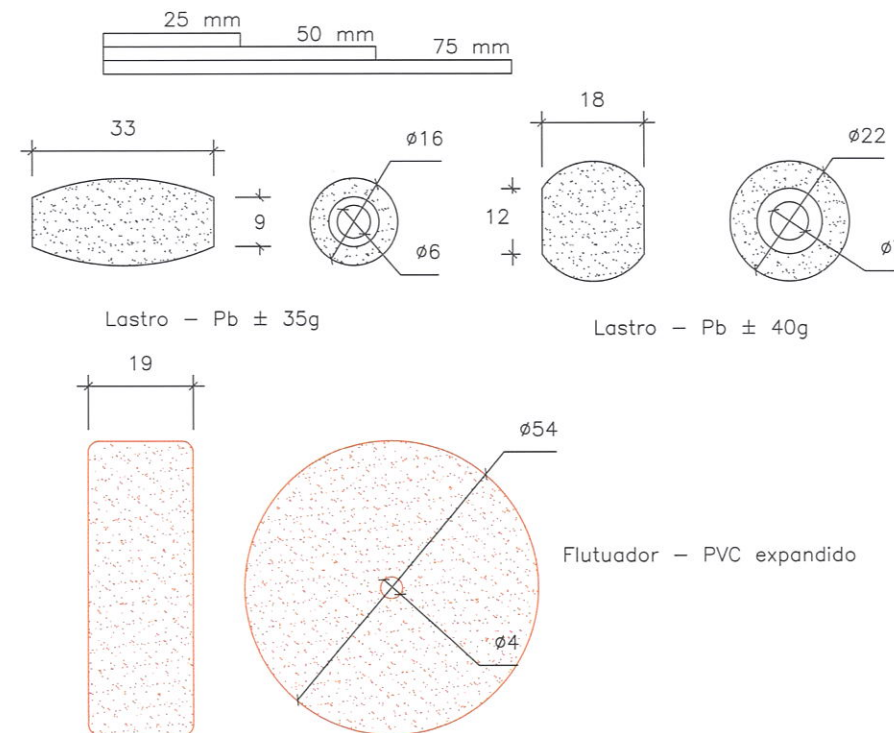 25 mm
50 mm
75 mm
33
ø16
9
ø6
Lastro – Pb ± 35g
18
ø22
12
Lastro – Pb ± 40g
19
ø54
ø4
Flutuador – PVC expandido